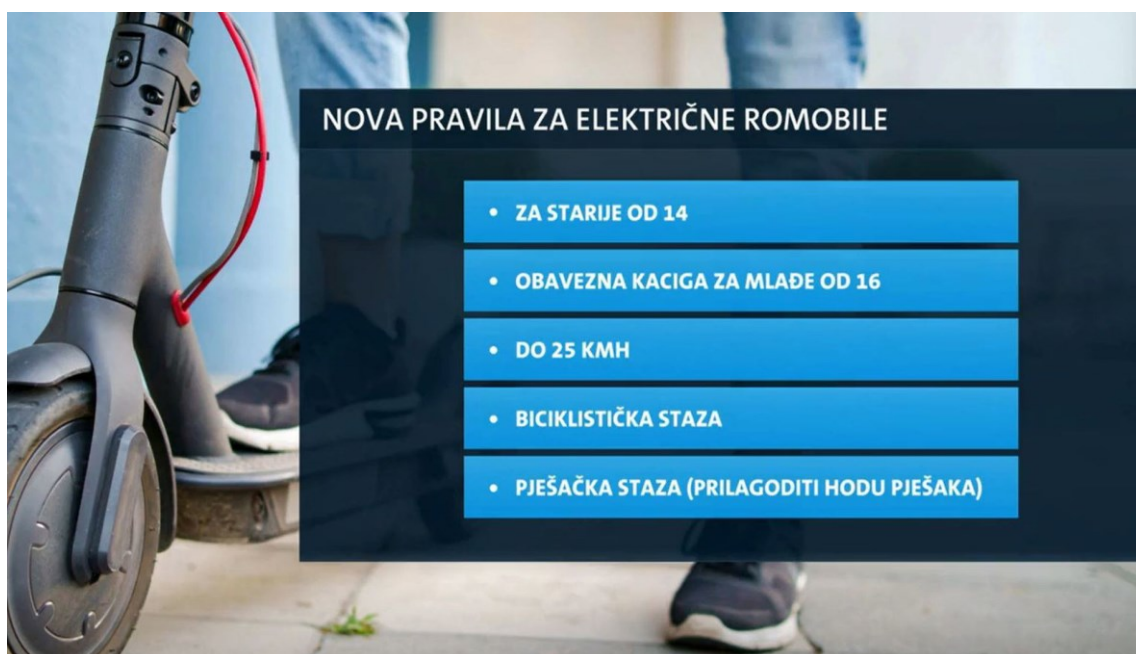 NOVA PRAVILA ZA ELEKTRIČNE ROMOBILE
• ZA STARIJE OD 14
• OBAVEZNA KACIGA ZA MLAĐE OD 16
• DO 25 KMH
• BICIKLISTIČKA STAZA
• PJEŠAČKA STAZA (PRILAGODITI HODU PJEŠAKA)